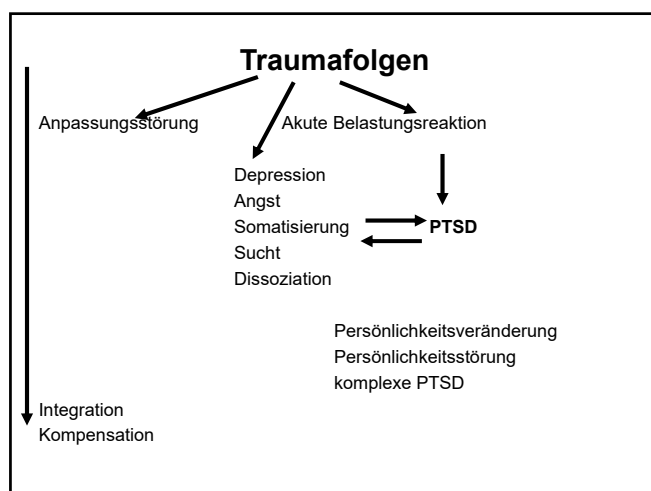 Traumafolgen
Anpassungsstörung
Akute Belastungsreaktion
Depression
Angst
Somatisierung
Sucht
Dissoziation
PTSD
Persönlichkeitsveränderung
Persönlichkeitsstörung
komplexe PTSD
Integration
Kompensation